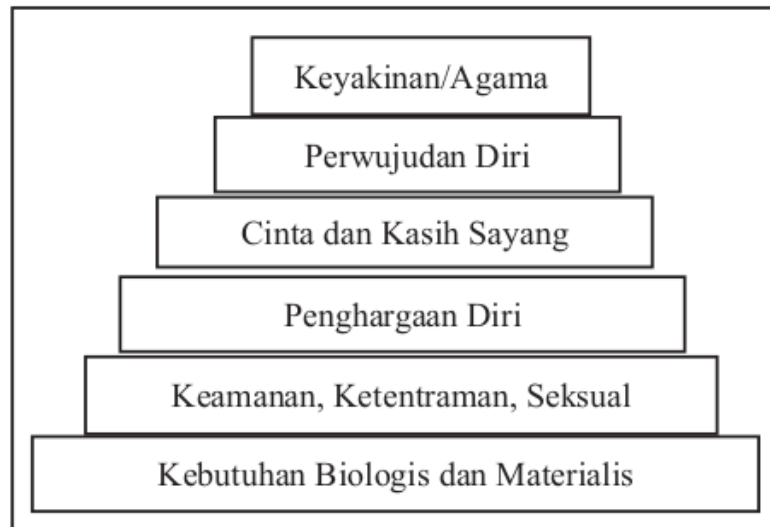 Keyakinan/Agama
Perwujudan Diri
Cinta dan Kasih Sayang
Penghargaan Diri
Keamanan, Ketentraman, Seksual
Kebutuhan Biologis dan Materialis